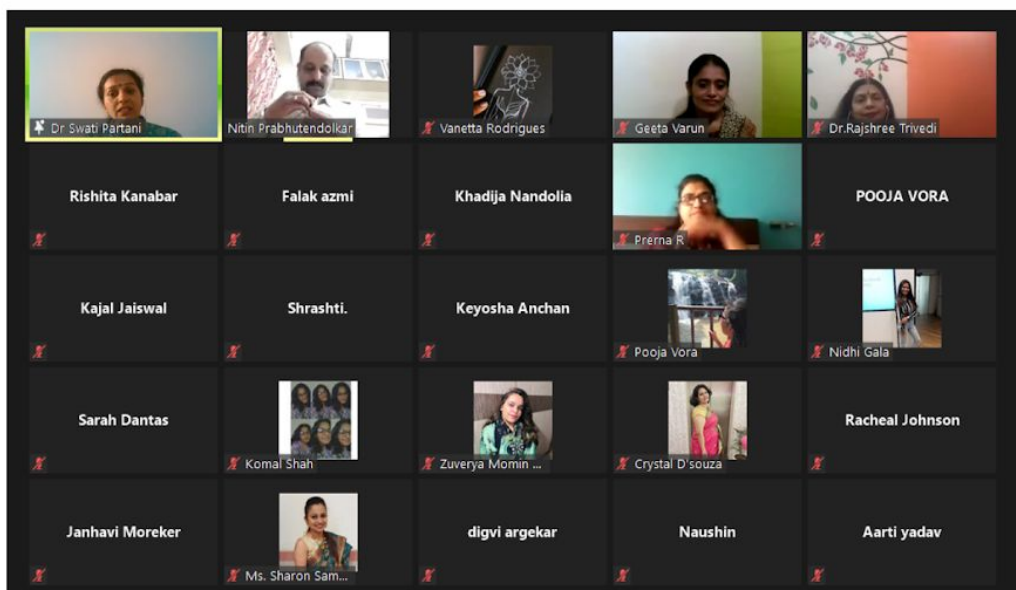 Dr Swati Partani
Nitin Prabhutendolkar
Vanetta Rodrigues
Geeta Varun
Dr.Rajshree Trivedi
Rishita Kanabar
Falak azmi
Khadija Nandolia
Prerna R
POOJA VORA
Kajal Jaiswal
Shrashti.
Keyosha Anchan
Pooja Vora
Nidhi Gala
Sarah Dantas
Komal Shah
Zuverya Momin ...
Crystal D'souza
Racheal Johnson
Janhavi Moreker
Ms. Sharon Sam...
digvi argekar
Naushin
Aarti yadav